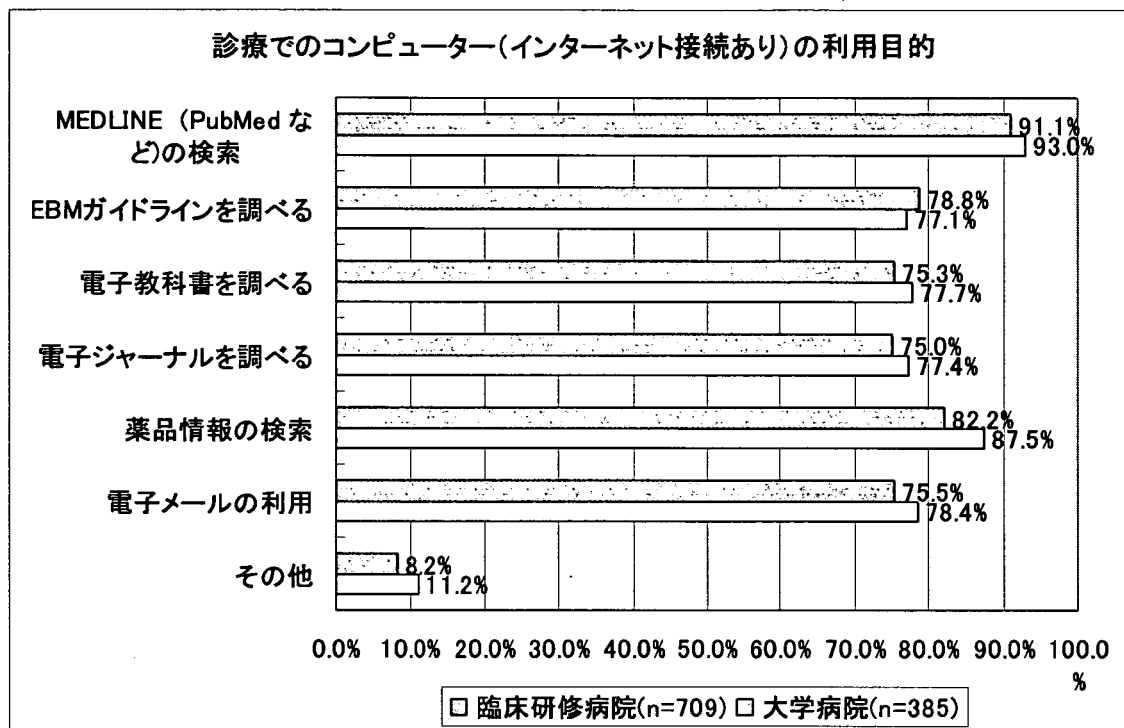 診療でのコンピューター(インターネット接続あり)の利用目的
MEDLINE (PubMed な
ど)の検索
91.1%
93.0%
EBMガイドラインを調べる
78.8%
77.1%
電子教科書を調べる
75.3%
77.7%
電子ジャーナルを調べる
75.0%
77.4%
薬品情報の検索
82.2%
87.5%
電子メールの利用
75.5%
78.4%
その他
8.2%
11.2%
0.0% 10.0% 20.0% 30.0% 40.0% 50.0% 60.0% 70.0% 80.0% 90.0% 100.0
%
臨床研修病院(n=709) 大学病院(n=385)